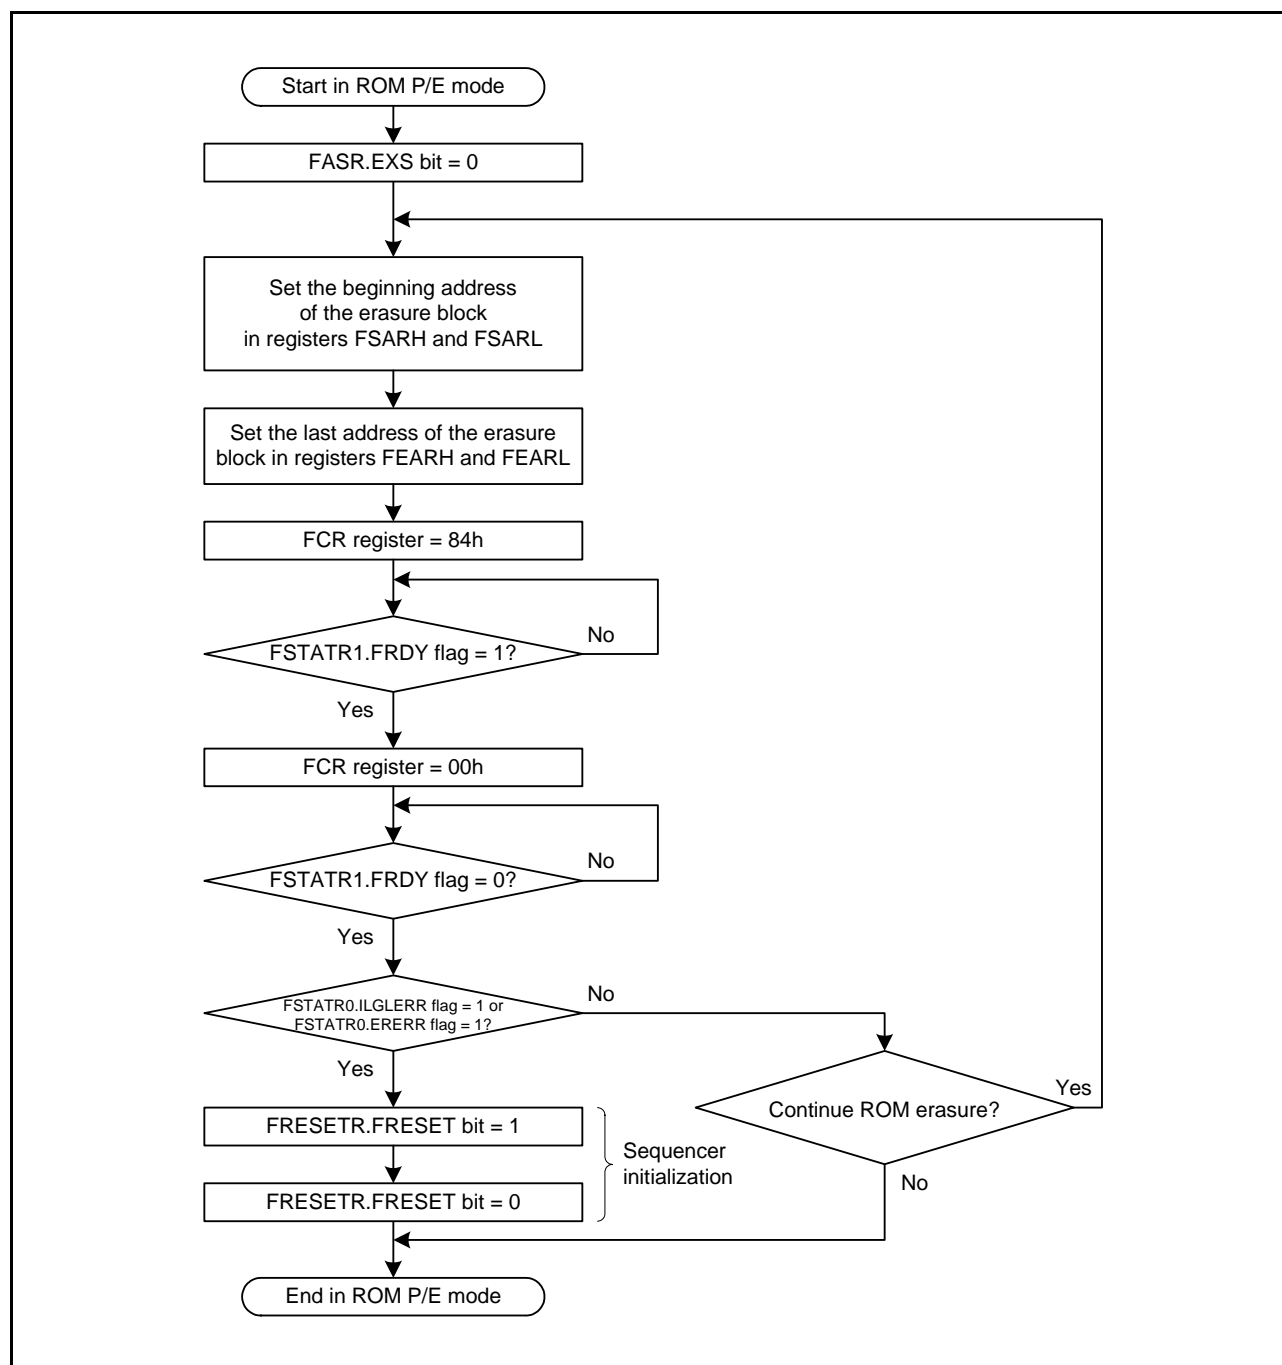 Start in ROM P/E mode
FASR.EXS bit = 0
Set the beginning address
of the erasure block
in registers FSARH and FSARL
Set the last address of the erasure
block in registers FEARH and FEARL
FCR register = 84h
FSTATR1.FRDY flag = 1?
No
Yes
FCR register = 00h
FSTATR1.FRDY flag = 0?
No
Yes
FSTATR0.ILGLERR flag = 1 or
FSTATR0.ERERR flag = 1?
No
Yes
Continue ROM erasure?
Yes
No
FRESETR.FRESET bit = 1
FRESETR.FRESET bit = 0
Sequencer
initialization
End in ROM P/E mode